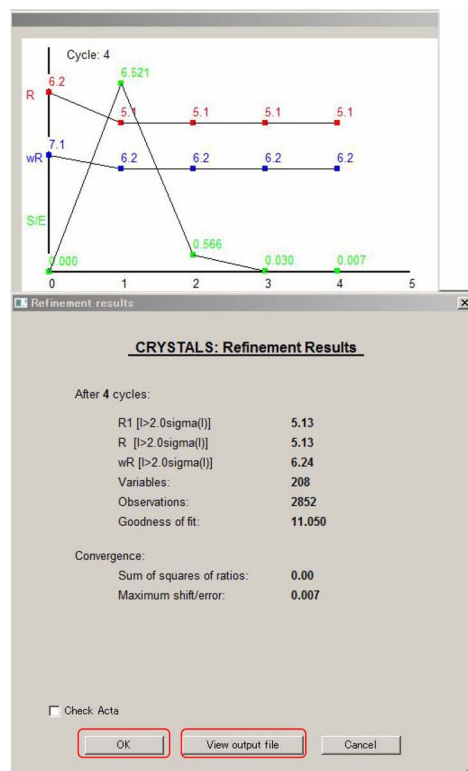 Cycle: 4
6.521
6.2
R
5.1 5.1 5.1 5.1
7.1
wR
6.2 6.2 6.2 6.2
S/E
0.566
0.000 0.030 0.007
0 1 2 3 4 5
Refinement results
CRYSTALS: Refinement Results
After 4 cycles:
R1 [I>2.0sigma(I)] 5.13
R [I>2.0sigma(I)] 5.13
wR [I>2.0sigma(I)] 6.24
Variables: 208
Observations: 2852
Goodness of fit: 11.050
Convergence:
Sum of squares of ratios: 0.00
Maximum shift/error: 0.007
Check Acta
OK View output file Cancel